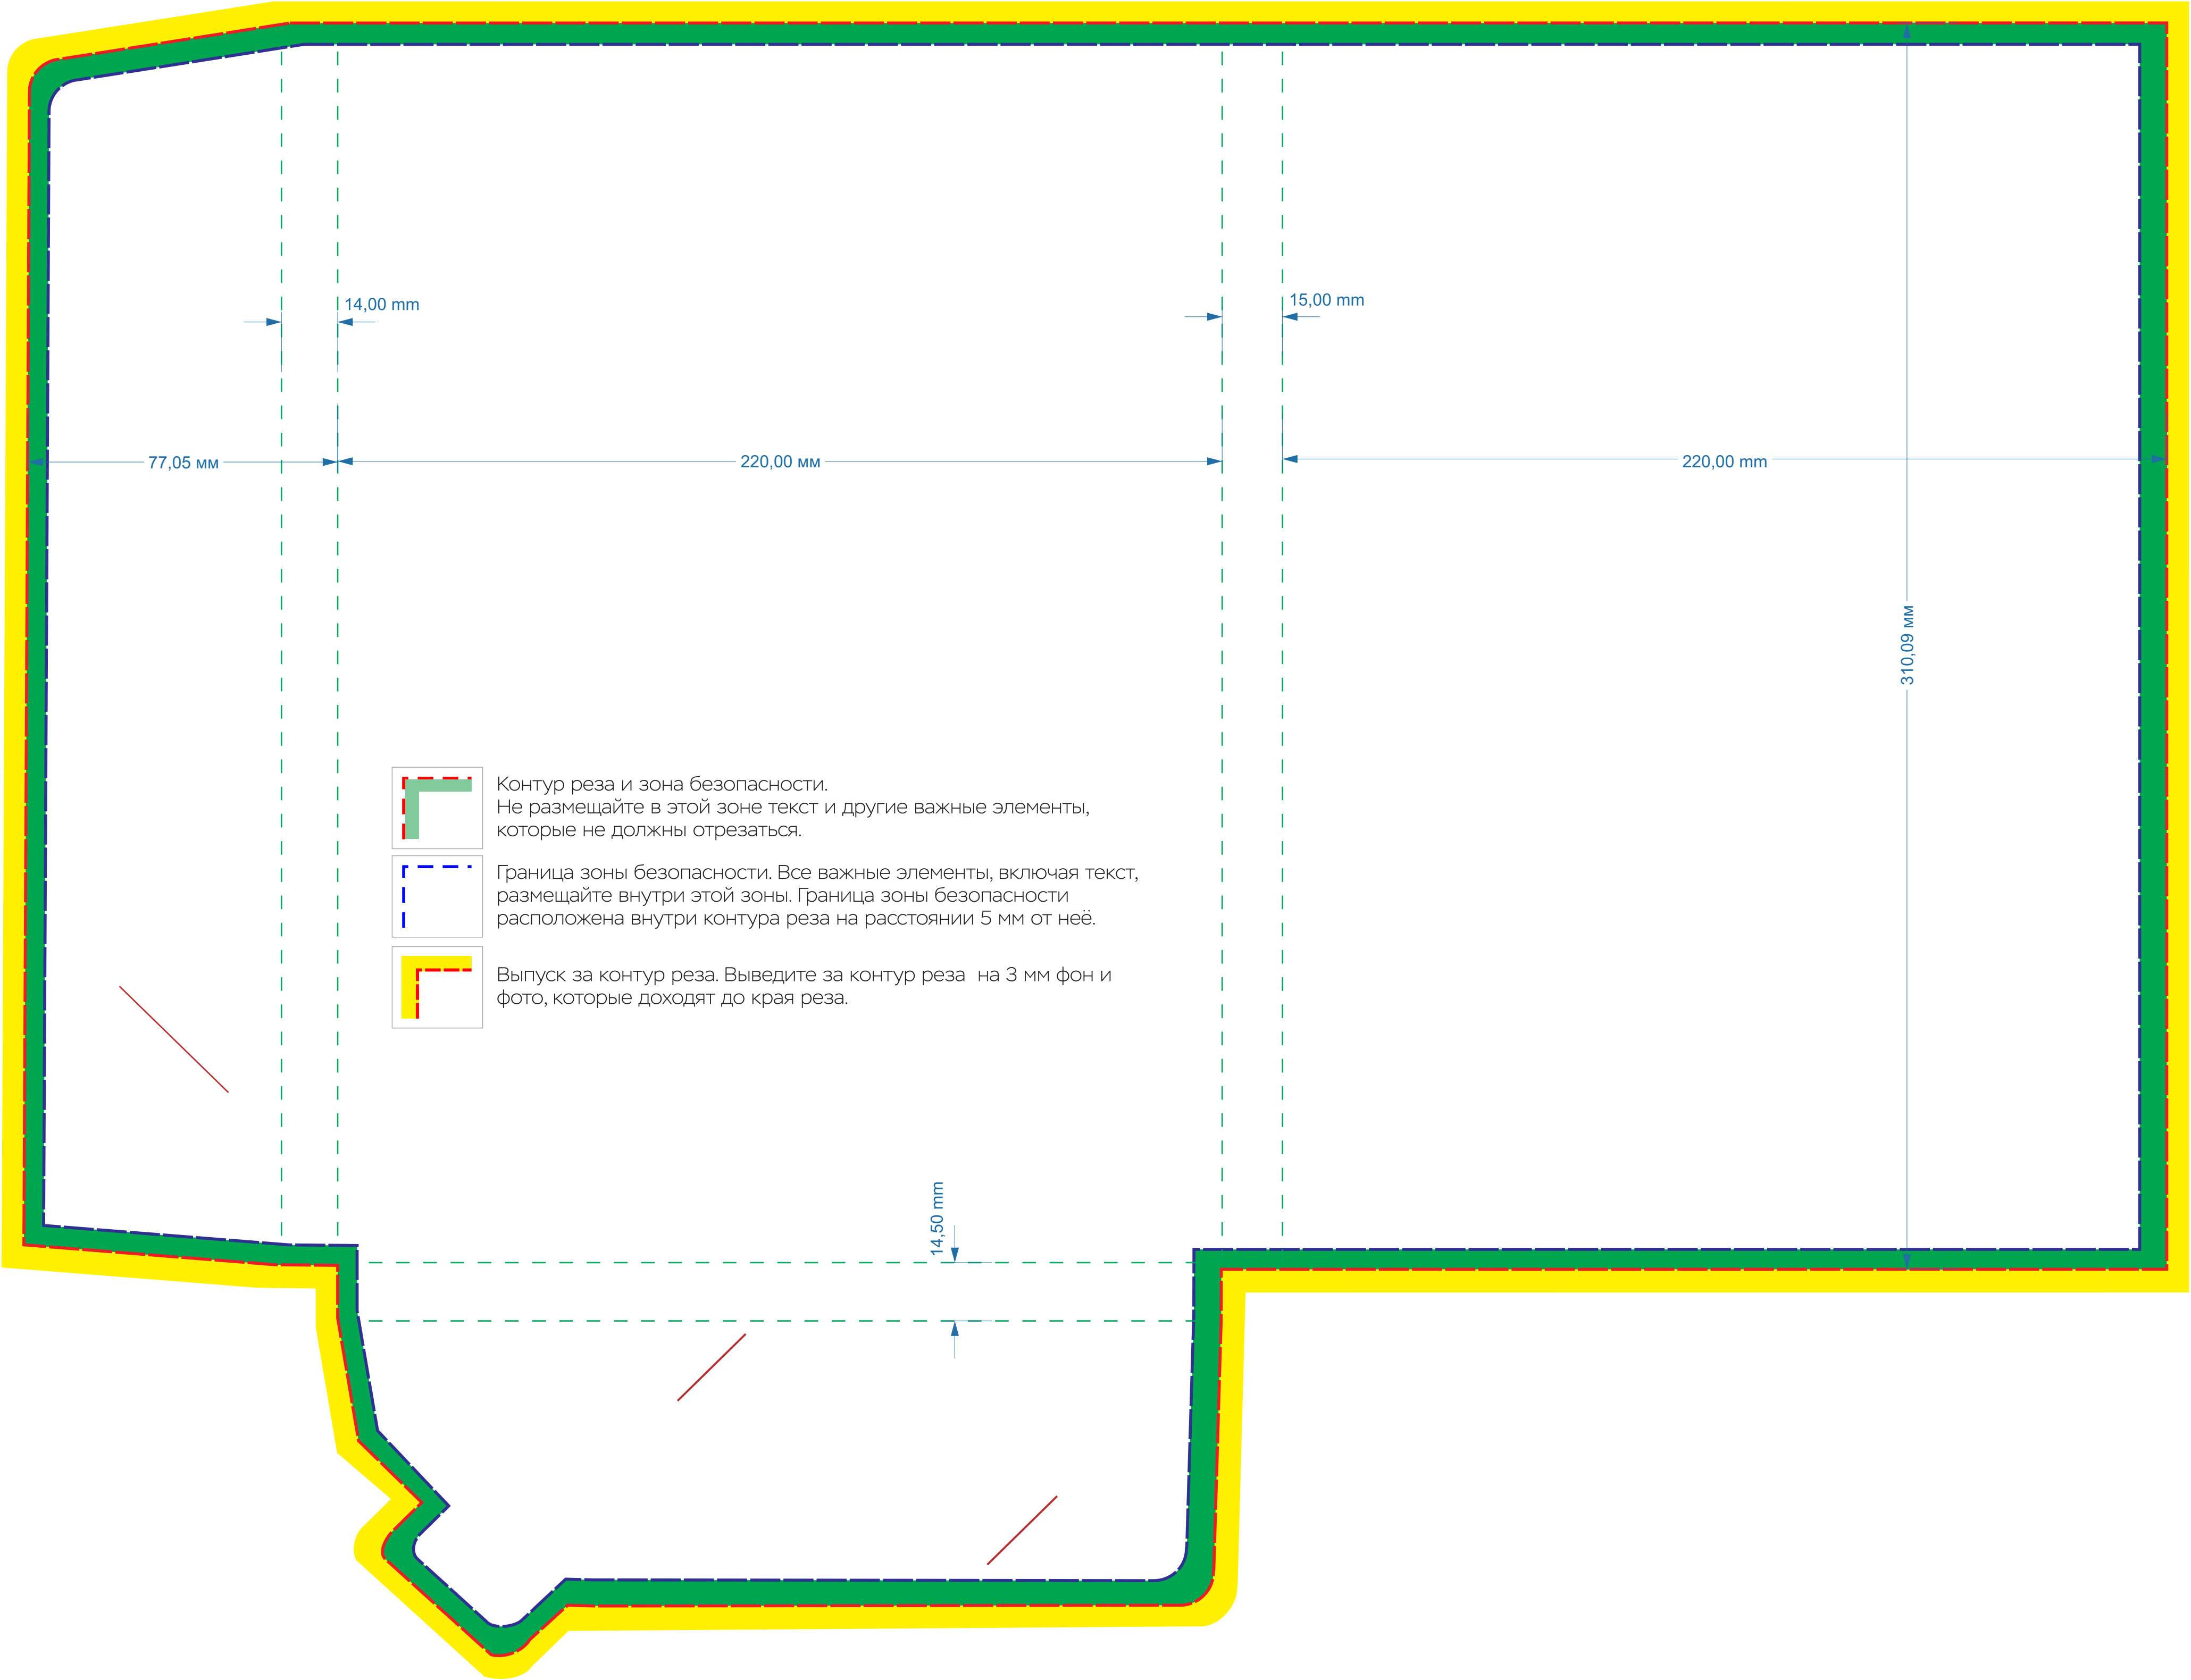 15,00 mm
14,00 mm
77,05 мм
220,00 мм
220,00 mm
310,09 мм
Контур реза и зона безопасности.
Не размещайте в этой зоне текст и другие важные элементы,
которые не должны отрезаться.
Граница зоны безопасности. Все важные элементы, включая текст,
размещайте внутри этой зоны. Граница зоны безопасности
расположена внутри контура реза на расстоянии 5 мм от неё.
Выпуск за контур реза. Выведите за контур реза на 3 мм фон и
фото, которые доходят до края реза.
14,50 mm